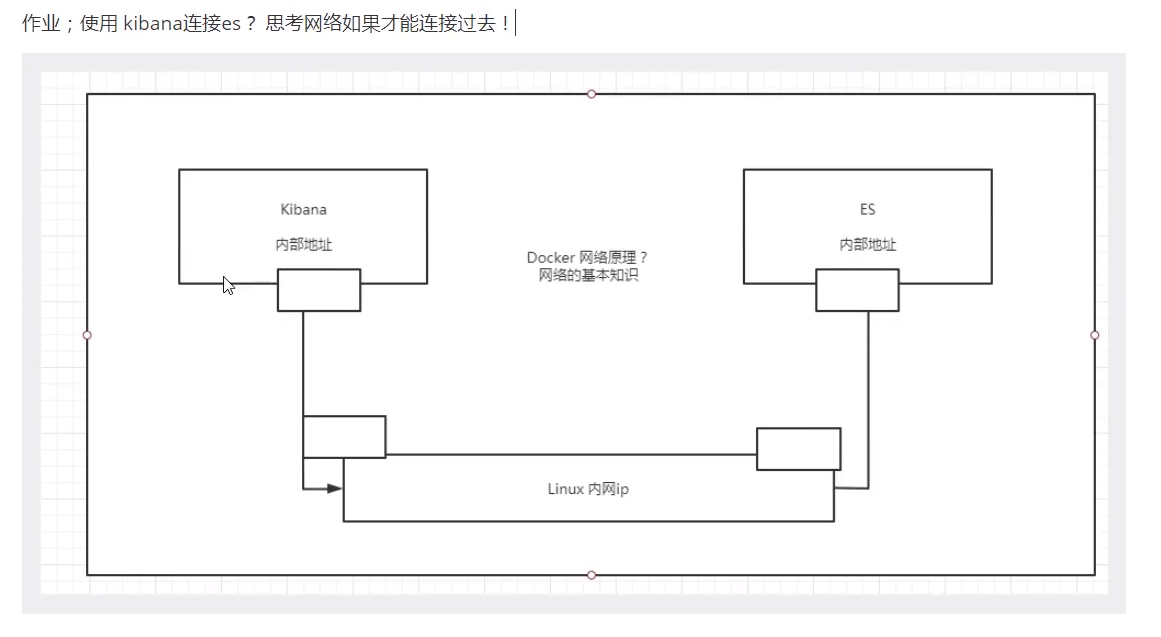 作业；使用 kibana连接es？ 思考网络如果才能连接过去！
Kibana
内部地址
Docker 网络原理？
网络的基本知识
ES
内部地址
Linux 内网ip